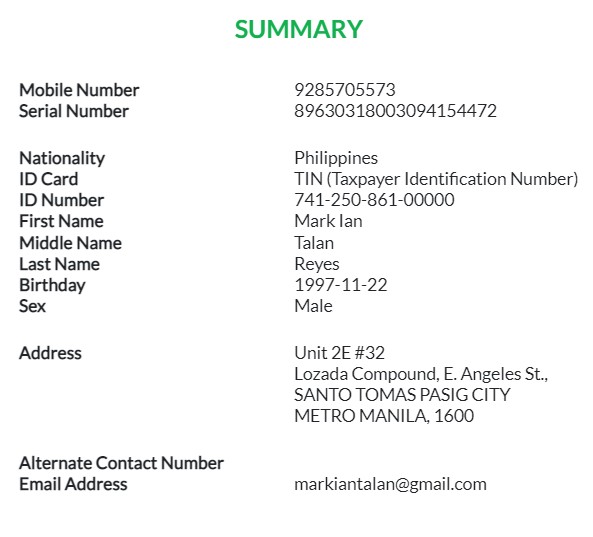 SUMMARY
Mobile Number 9285705573
Serial Number 89630318003094154472
Nationality Philippines
ID Card TIN (Taxpayer Identification Number)
ID Number 741-250-861-00000
First Name Mark Ian
Middle Name Talan
Last Name Reyes
Birthday 1997-11-22
Sex Male
Address Unit 2E #32
Lozada Compound, E. Angeles St.,
SANTO TOMAS PASIG CITY
METRO MANILA, 1600
Alternate Contact Number
Email Address markiantalan@gmail.com